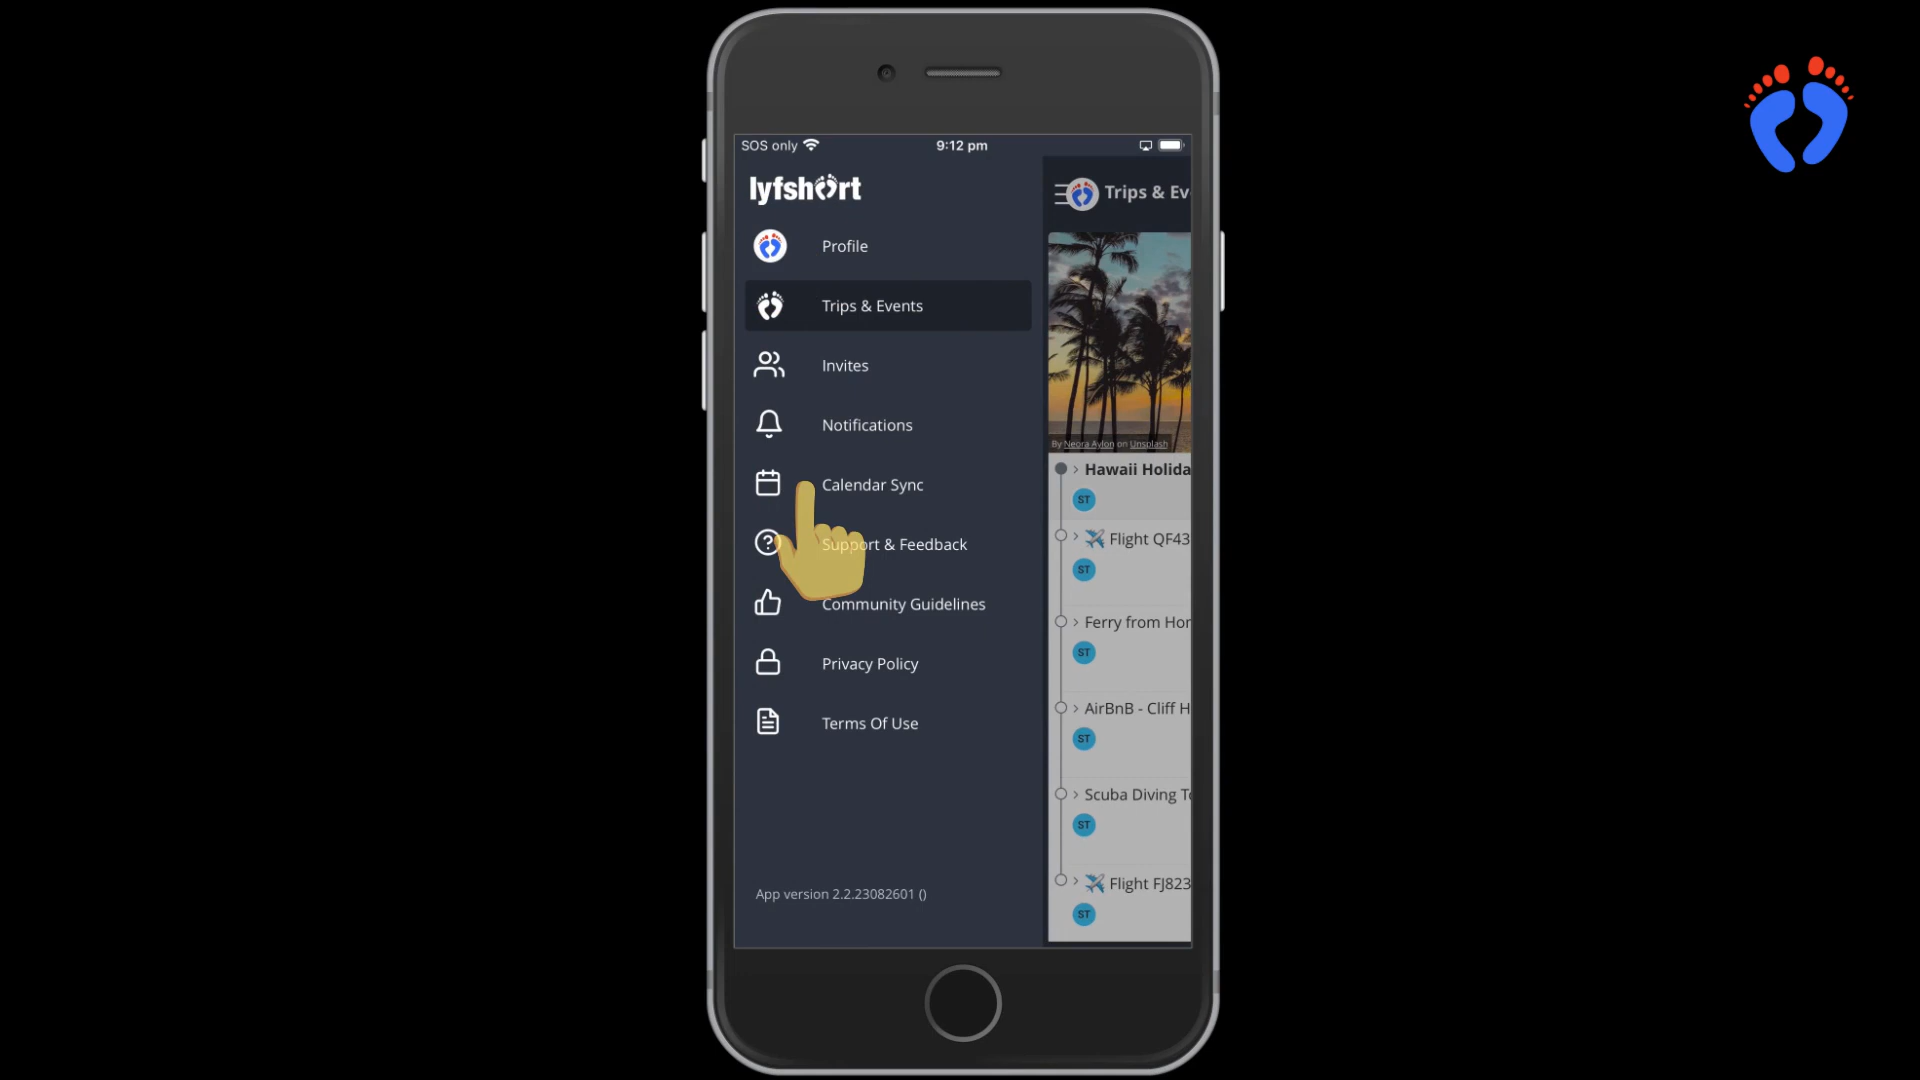 SOS only
9:12 pm
lyfshort
Trips & Ev
Profile
Trips & Events
Invites
Notifications
Calendar Sync
Support & Feedback
Community Guidelines
Privacy Policy
Terms Of Use
App version 2.2.23082601 ()
By Neora Aylon on Unsplash
Hawaii Holida
ST
Flight QF43
ST
Ferry from Hor
ST
AirBnB - Cliff H
ST
Scuba Diving To
ST
Flight FJ823
ST